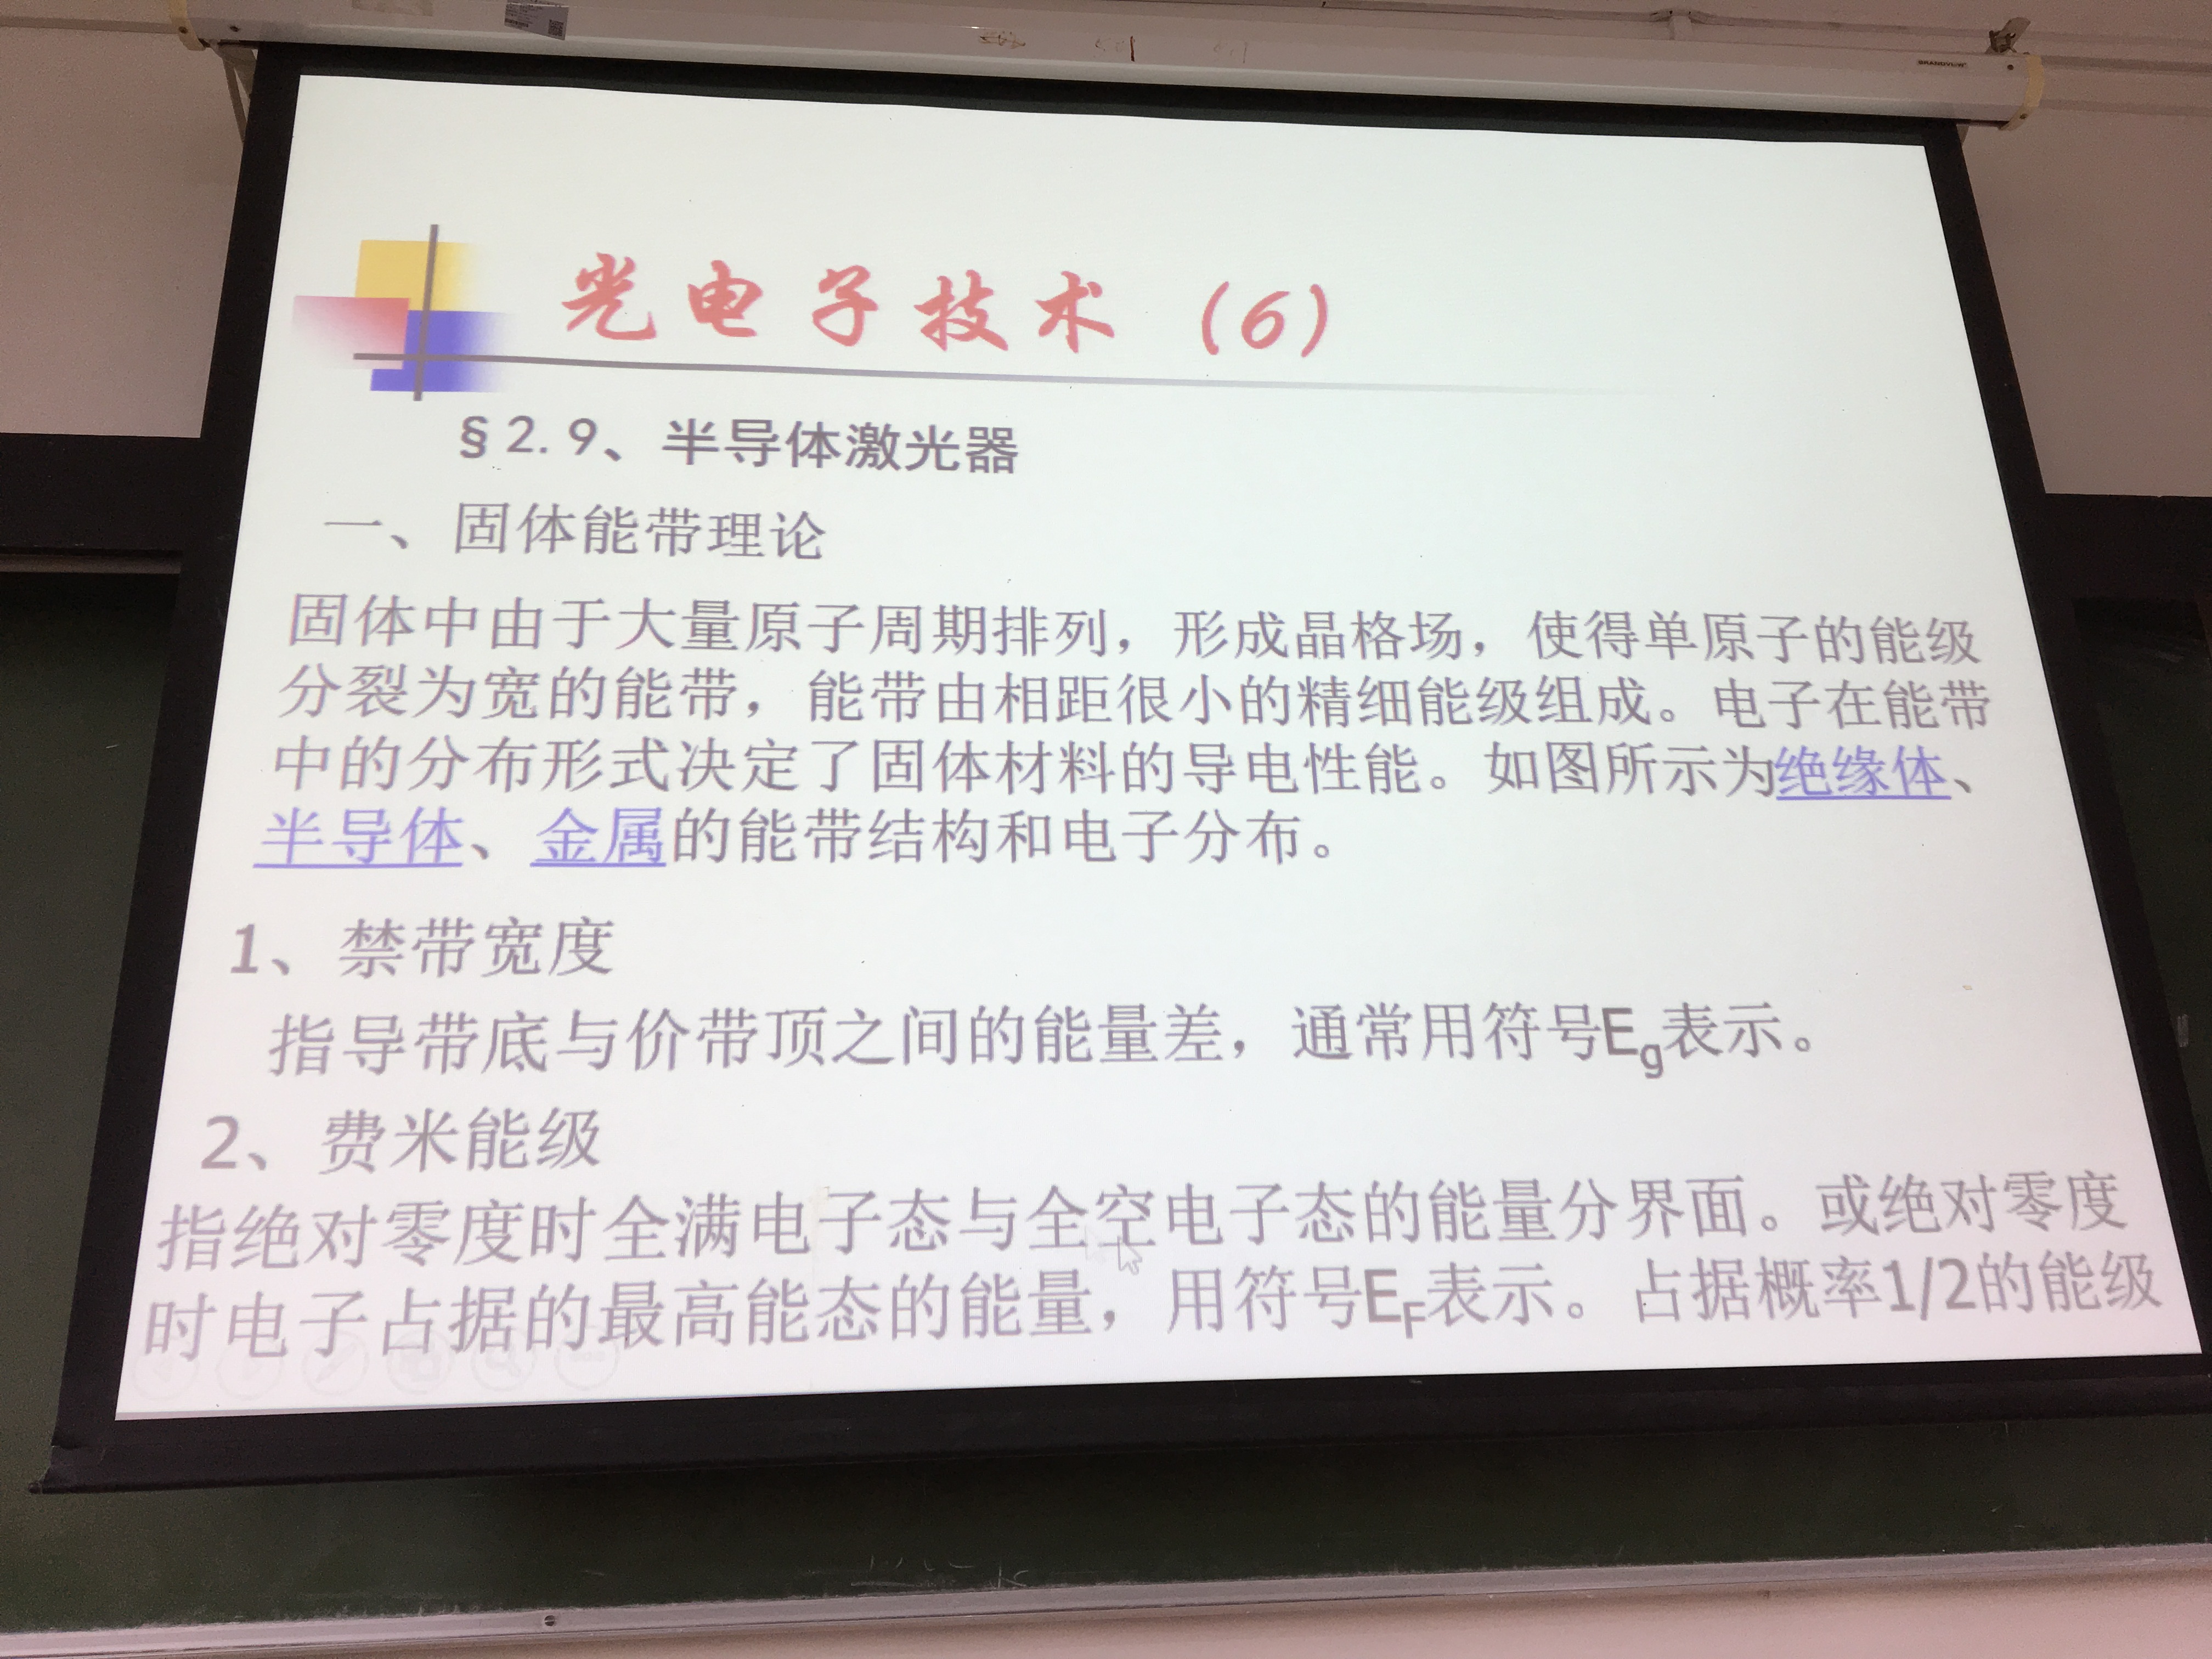 GRANDVIEW
光电子技术（6）
§2.9、半导体激光器
一、固体能带理论
固体中由于大量原子周期排列，形成晶格场，使得单原子的能级
分裂为宽的能带，能带由相距很小的精细能级组成。电子在能带
中的分布形式决定了固体材料的导电性能。如图所示为绝缘体、
半导体、金属的能带结构和电子分布。
1、禁带宽度
指导带底与价带顶之间的能量差，通常用符号Eg表示。
2、费米能级
指绝对零度时全满电子态与全空电子态的能量分界面。或绝对零度
时电子占据的最高能态的能量，用符号EF表示。占据概率1/2的能级